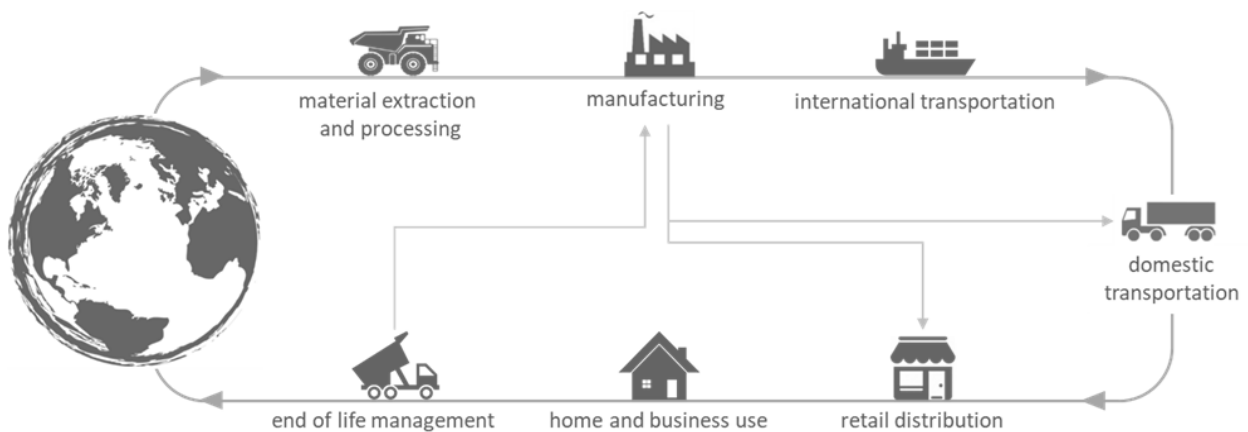 material extraction
and processing
manufacturing
international transportation
domestic
transportation
end of life management
home and business use
retail distribution